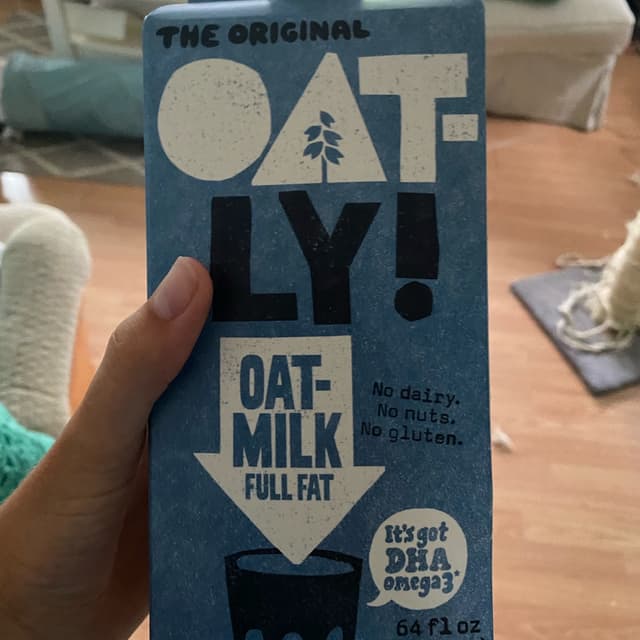 THE ORIGINAL
OAT-
LY!
OAT-
MILK
FULL FAT
No dairy.
No nuts.
No gluten.
It's got
DHA
omega3*
64 fl oz